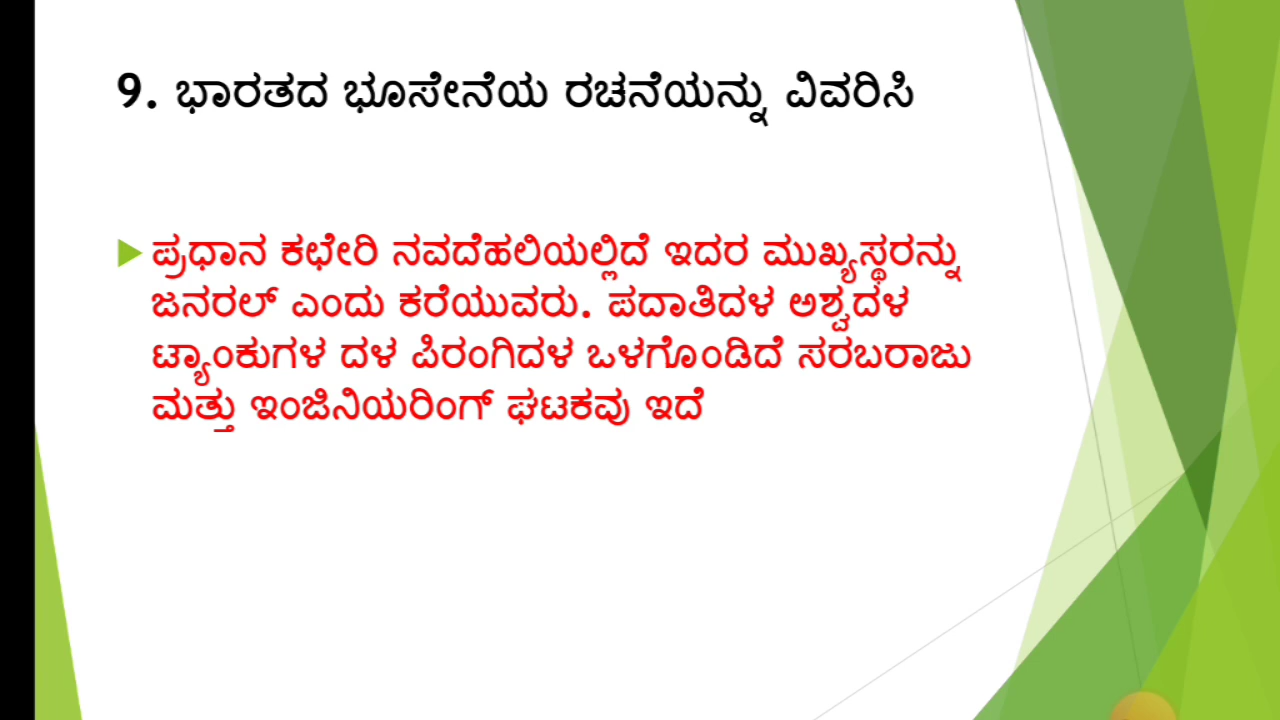 9. ಭಾರತದ ಭೂಸೇನೆಯ ರಚನೆಯನ್ನು ವಿವರಿಸಿ
ಪ್ರಧಾನ ಕಛೇರಿ ನವದೆಹಲಿಯಲ್ಲಿದೆ ಇದರ ಮುಖ್ಯಸ್ಥರನ್ನು
ಜನರಲ್ ಎಂದು ಕರೆಯುವರು. ಪದಾತಿದಳ ಅಶ್ವದಳ
ಟ್ಯಾಂಕುಗಳ ದಳ ಪಿರಂಗಿದಳ ಒಳಗೊಂಡಿದೆ ಸರಬರಾಜು
ಮತ್ತು ಇಂಜಿನಿಯರಿಂಗ್ ಘಟಕವು ಇದೆ